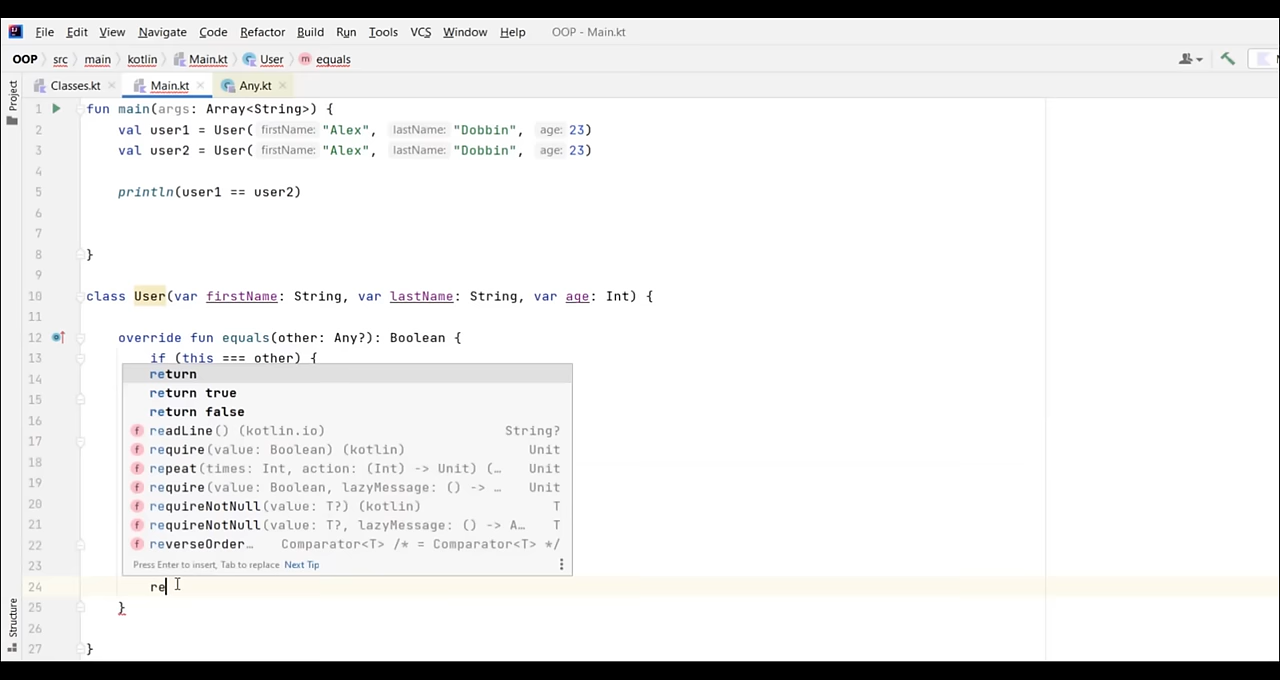 File Edit View Navigate Code Refactor Build Run Tools VCS Window Help OOP - Main.kt
OOP src main kotlin Main.kt User equals
Classes.kt Main.kt Any.kt
Project
1 fun main(args: Array<String>) {
2 val user1 = User( firstName: "Alex", lastName: "Dobbin", age: 23)
3 val user2 = User( firstName: "Alex", lastName: "Dobbin", age: 23)
4
5 println(user1 == user2)
6
7
8 }
9
10 class User(var firstName: String, var lastName: String, var age: Int) {
11
12 override fun equals(other: Any?): Boolean {
13 if (this === other) {
14 return
15 return true
16 return false
readLine() (kotlin.io) String?
17 require(value: Boolean) (kotlin) Unit
18 repeat(times: Int, action: (Int) -> Unit) (… Unit
19 require(value: Boolean, lazyMessage: () -> … Unit
20 requireNotNull(value: T?) (kotlin) T
21 requireNotNull(value: T?, lazyMessage: () -> A… T
22 reverseOrder… Comparator<T> /* = Comparator<T> */
23 Press Enter to insert, Tab to replace Next Tip
24 re
25 }
26
27 }
Structure